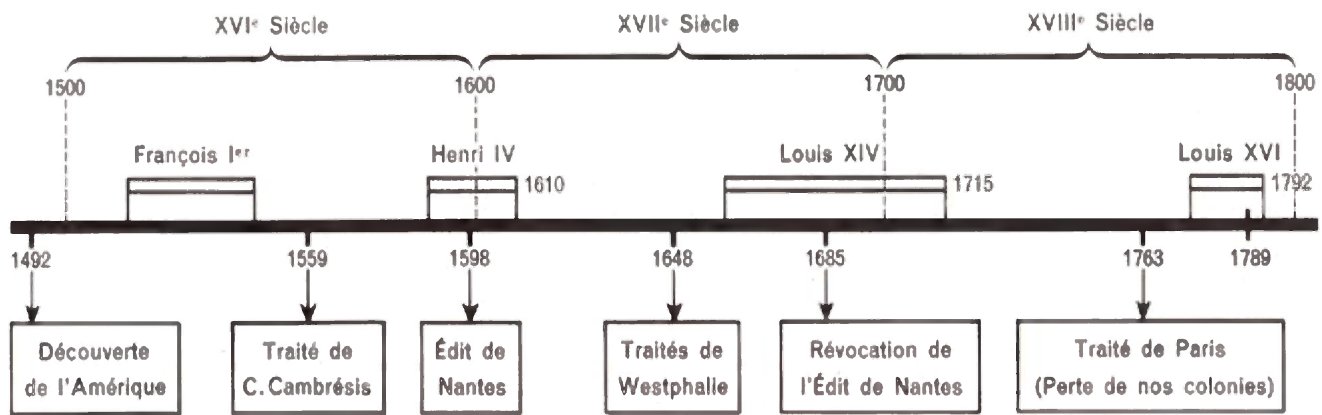 XVIe Siècle
XVIIe Siècle
XVIIIe Siècle
1500
1600
1700
1800
François Ier
Henri IV
Louis XIV
Louis XVI
1610
1715
1792
1492
1559
1598
1648
1685
1763
1789
Découverte
de l'Amérique
Traité de
C. Cambrésis
Édit de
Nantes
Traités de
Westphalie
Révocation de
l'Édit de Nantes
Traité de Paris
(Perte de nos colonies)